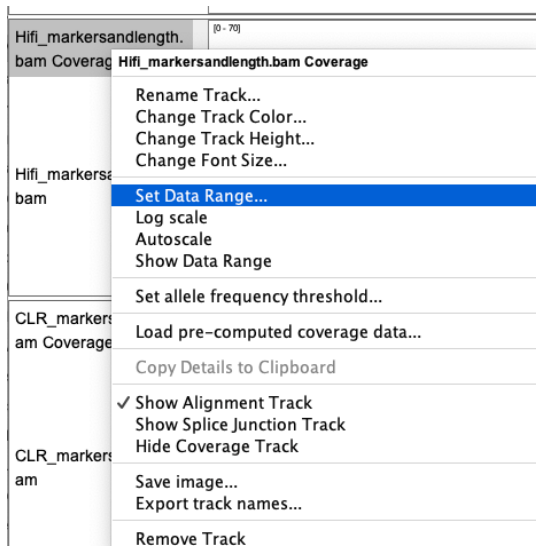 [0 - 70]
Hifi_markersandlength.
bam Coverage
Hifi_markersandlength.bam Coverage
Rename Track...
Change Track Color...
Change Track Height...
Change Font Size...
Hifi_markersa
bam
Set Data Range...
Log scale
Autoscale
Show Data Range
Set allele frequency threshold...
CLR_markers
am Coverage
Load pre-computed coverage data...
Copy Details to Clipboard
✓ Show Alignment Track
Show Splice Junction Track
Hide Coverage Track
CLR_markers
am
Save image...
Export track names...
Remove Track